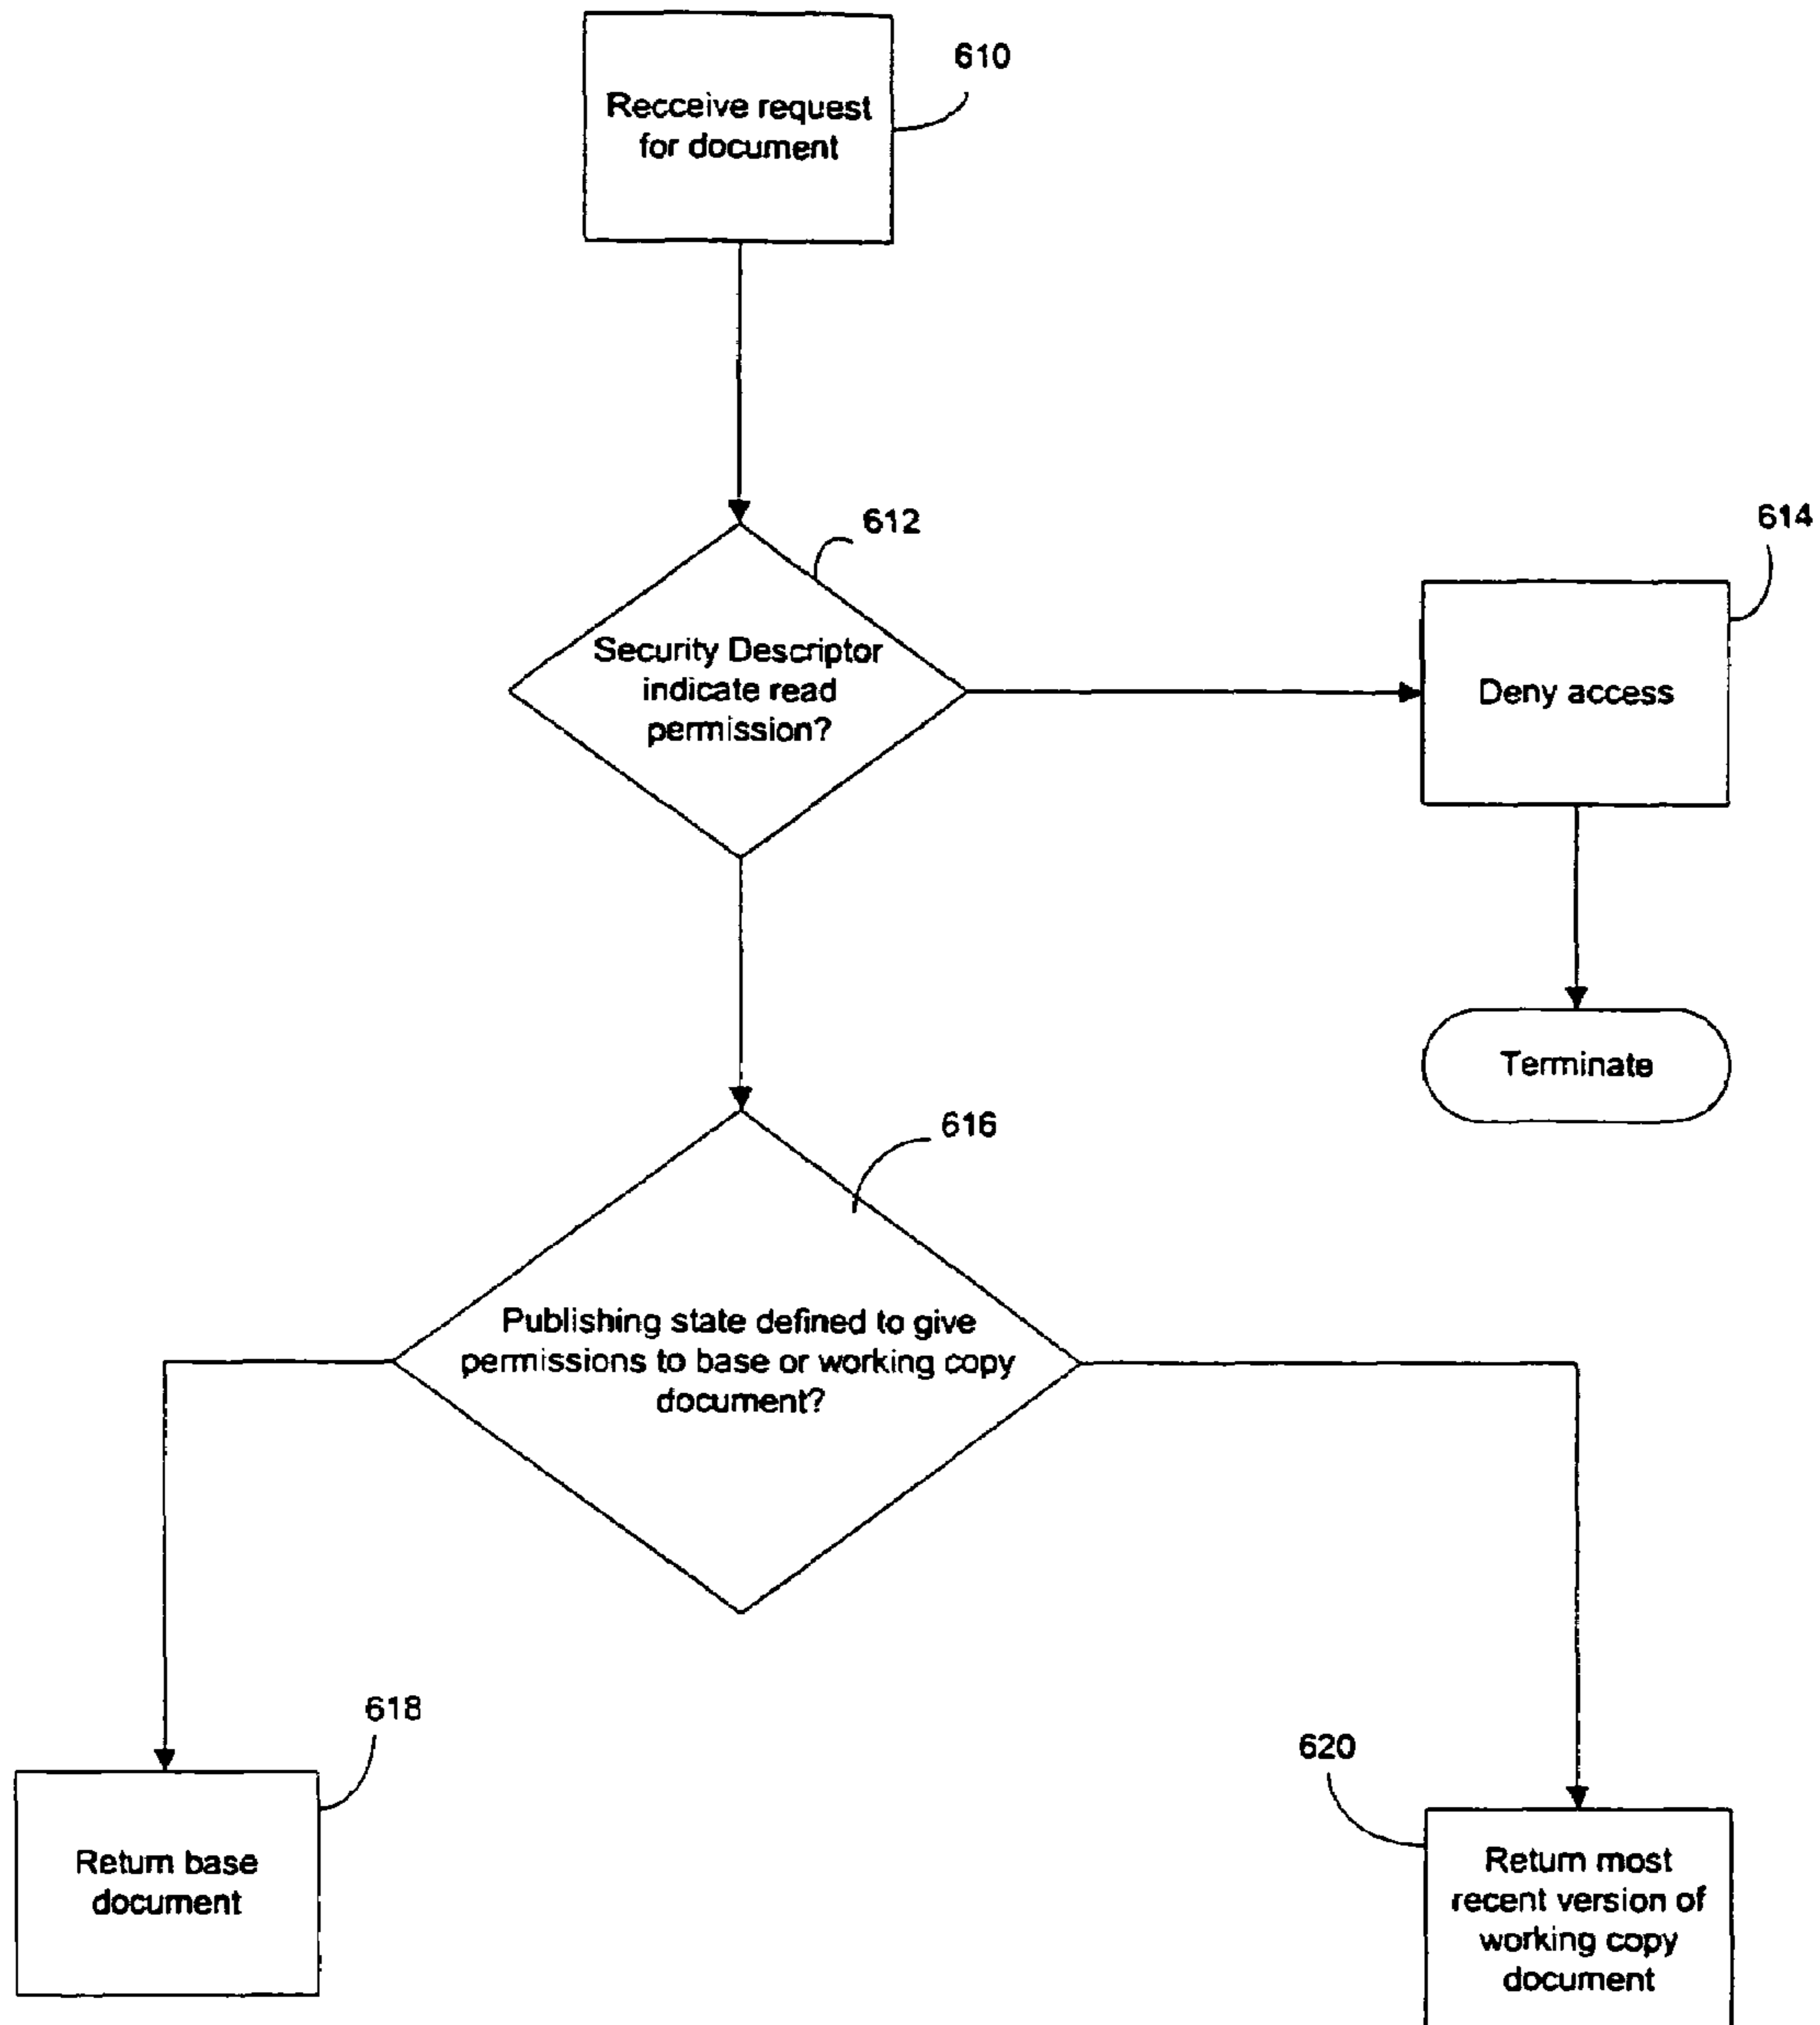 610
Recceive request
for document
612
614
Security Descriptor
indicate read
permission?
Deny access
Terminate
616
Publishing state defined to give
permissions to base or working copy
document?
618
620
Return base
document
Return most
recent version of
working copy
document